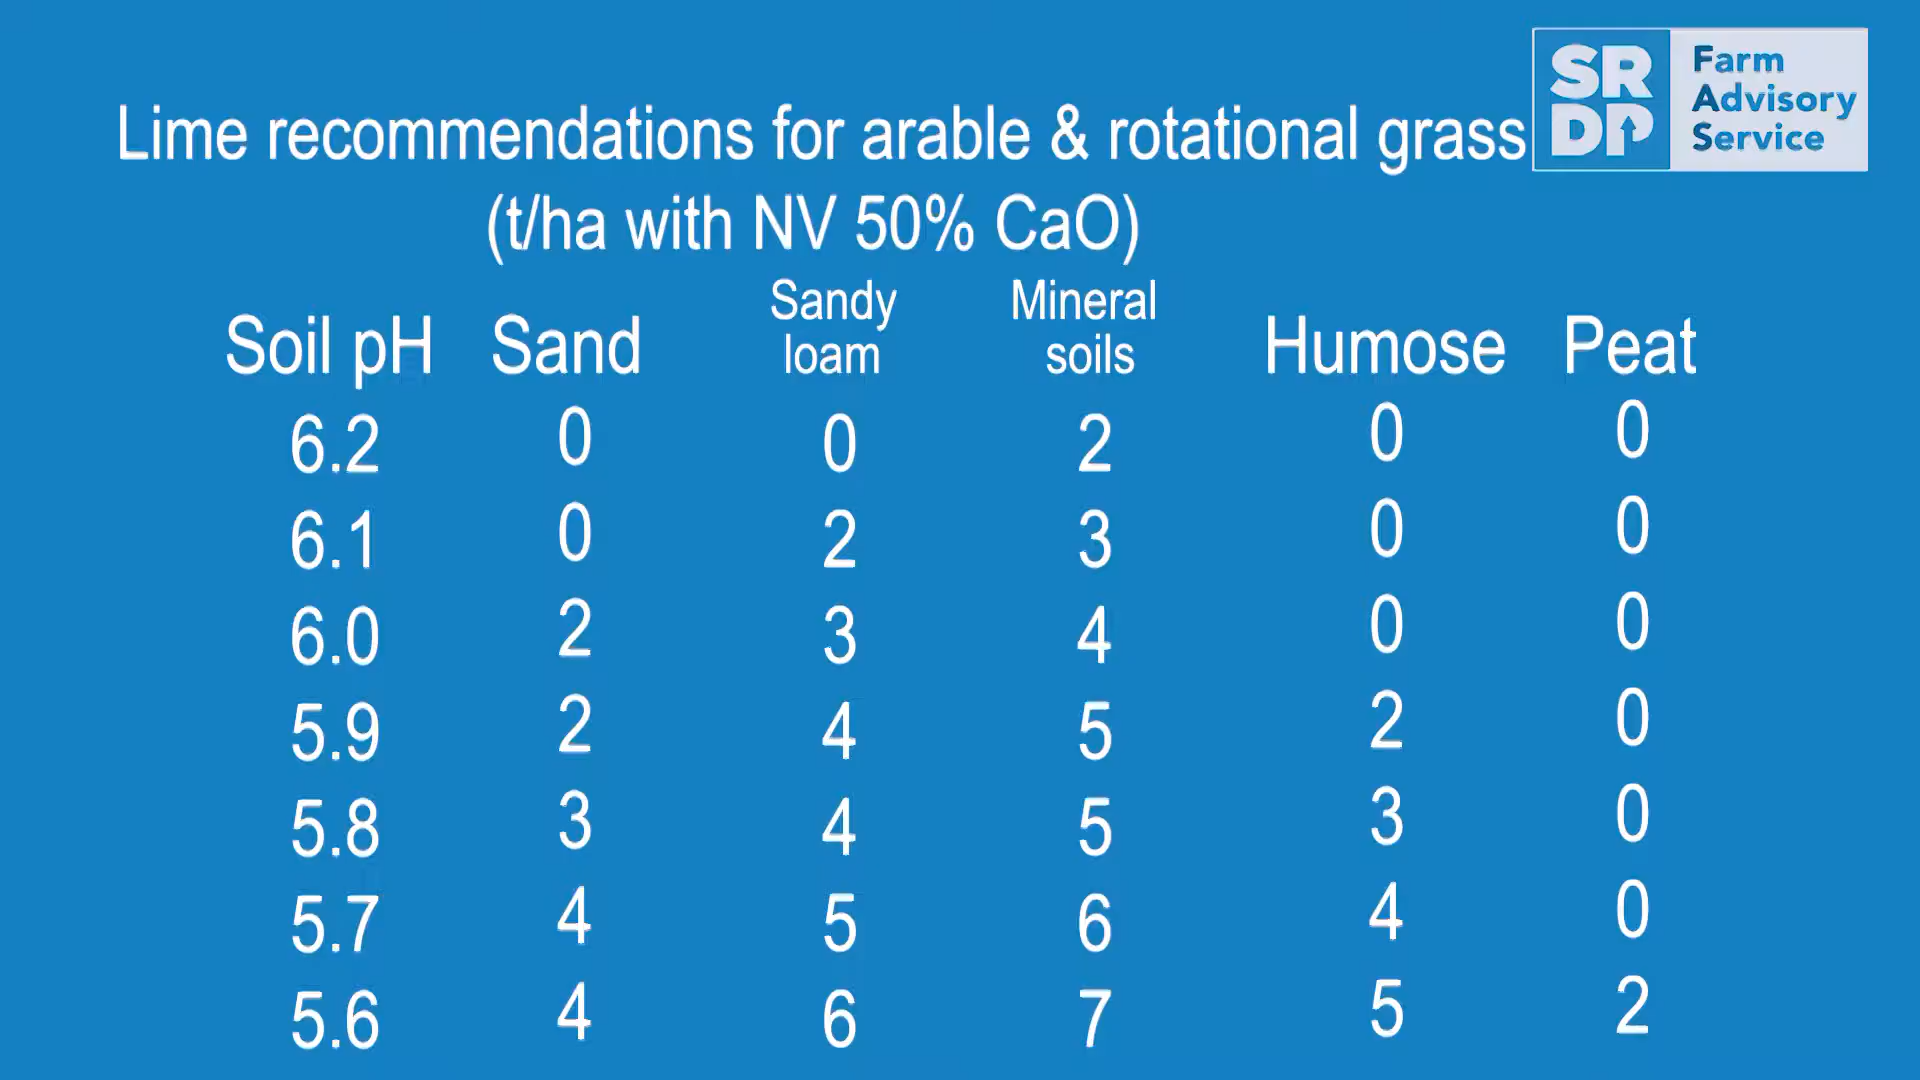 SR
DP
Farm
Advisory
Service
Lime recommendations for arable & rotational grass
(t/ha with NV 50% CaO)
Soil pH Sand Sandy loam Mineral soils Humose Peat
6.2 0 0 2 0 0
6.1 0 2 3 0 0
6.0 2 3 4 0 0
5.9 2 4 5 2 0
5.8 3 4 5 3 0
5.7 4 5 6 4 0
5.6 4 6 7 5 2